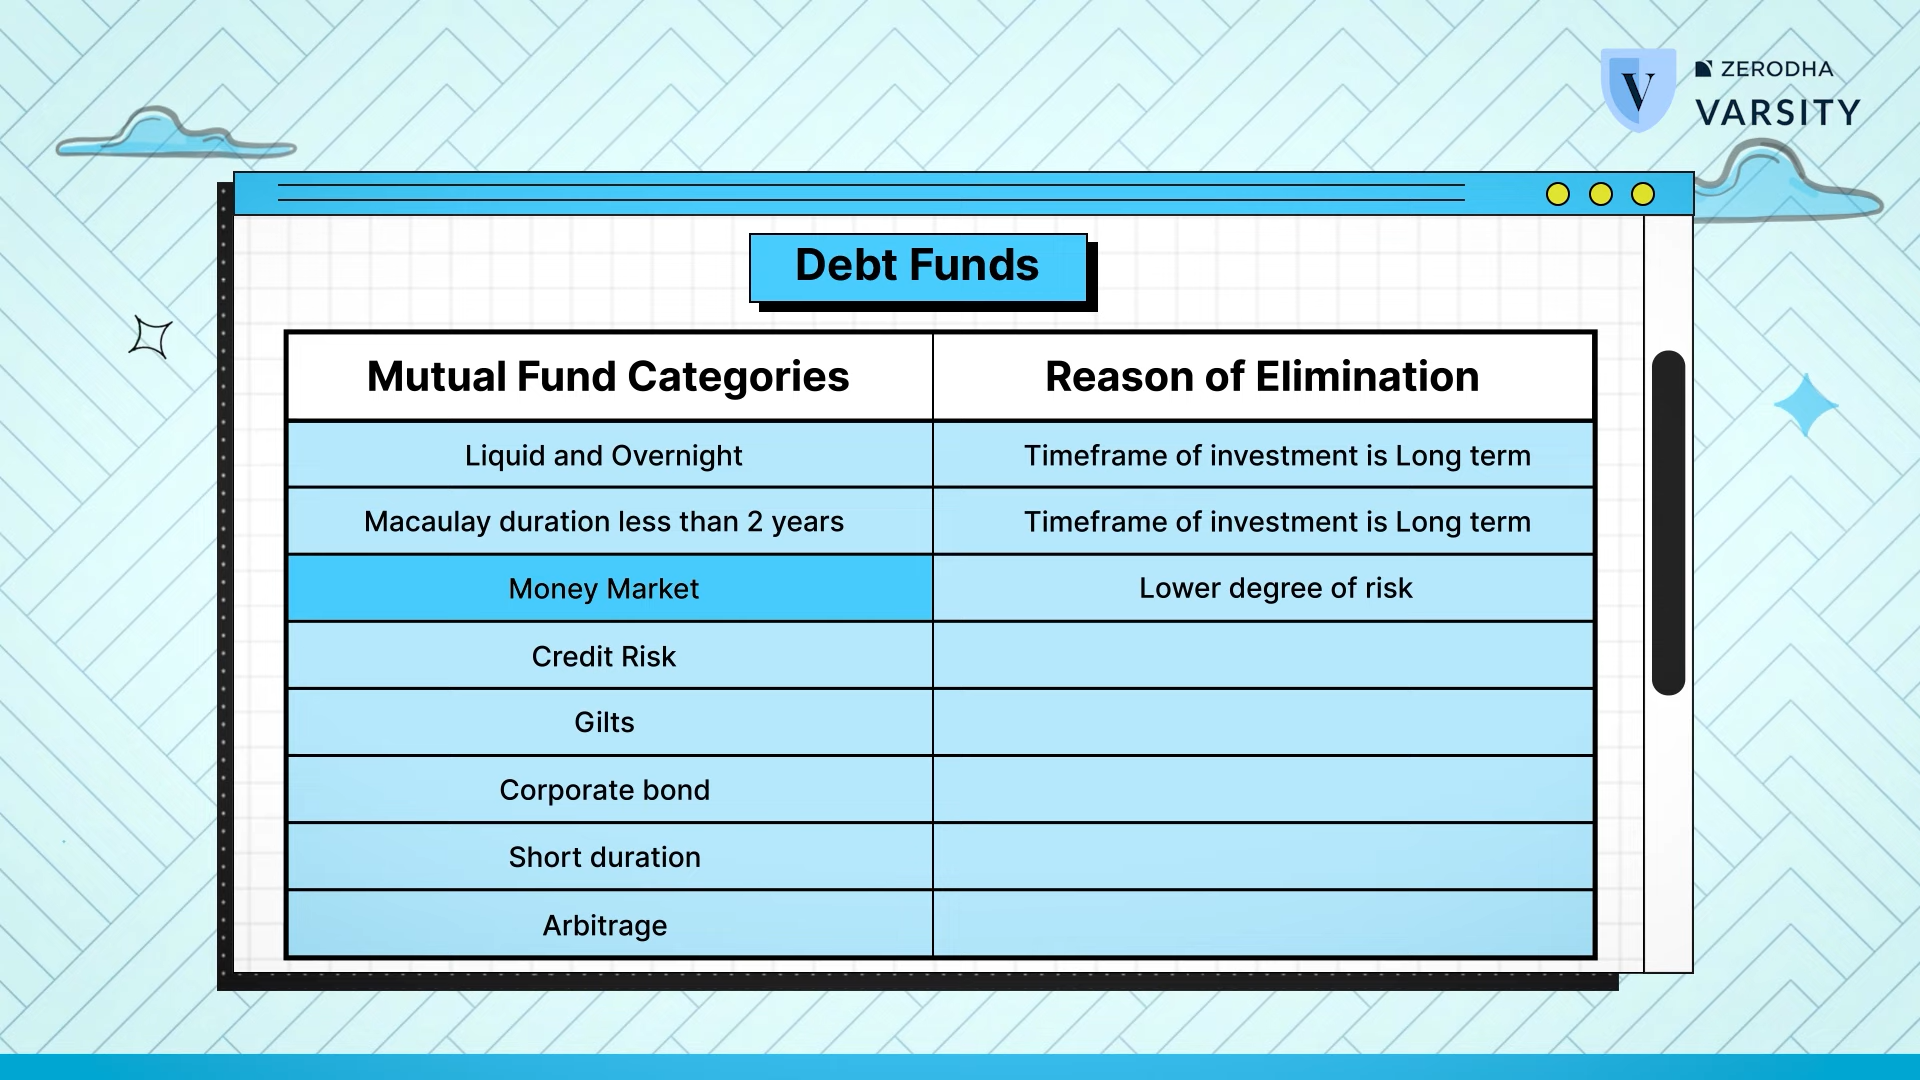 V
ZERODHA
VARSITY
Debt Funds
Mutual Fund Categories
Reason of Elimination
Liquid and Overnight
Timeframe of investment is Long term
Macaulay duration less than 2 years
Timeframe of investment is Long term
Money Market
Lower degree of risk
Credit Risk
Gilts
Corporate bond
Short duration
Arbitrage